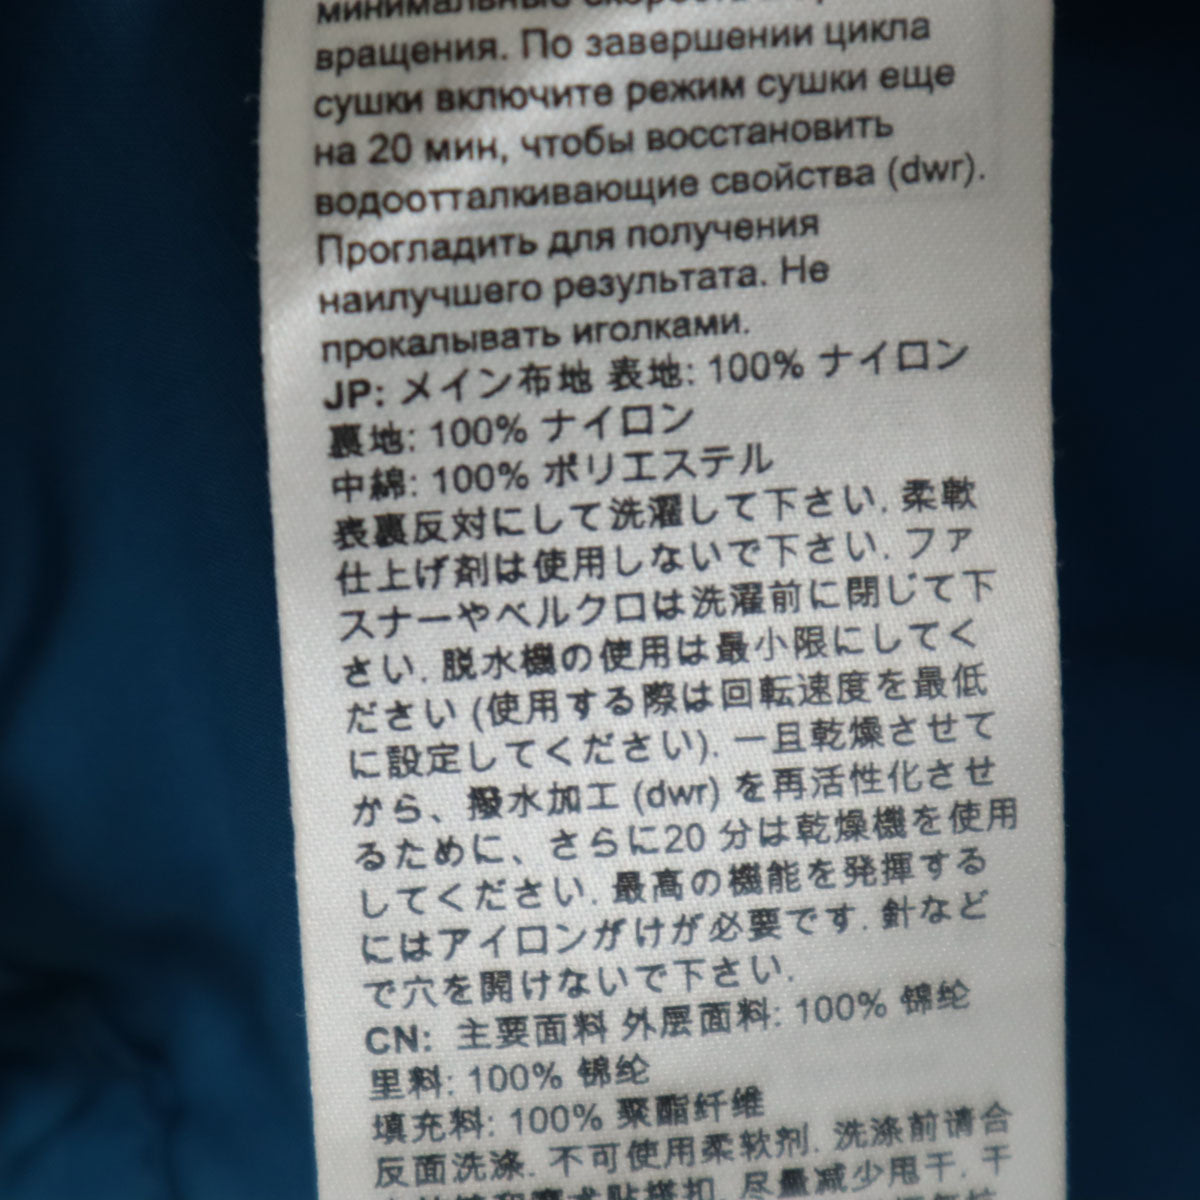 минимальные
вращения. По завершении цикла
сушки включите режим сушки еще
на 20 мин, чтобы восстановить
водоотталкивающие свойства (dwr).
Прогладить для получения
наилучшего результата. Не
прокалывать иголками.
JP: メイン布地 表地: 100% ナイロン
裏地: 100% ナイロン
中綿: 100% ポリエステル
表裏反対にして洗濯して下さい. 柔軟
仕上げ剤は使用しないで下さい. ファ
スナーやベルクロは洗濯前に閉じて下
さい. 脱水機の使用は最小限にしてく
ださい (使用する際は回転速度を最低
に設定してください). 一旦乾燥させて
から、撥水加工 (dwr) を再活性化させ
るために、さらに20 分は乾燥機を使用
してください. 最高の機能を発揮する
にはアイロンがけが必要です. 針など
で穴を開けないで下さい.
CN: 主要面料 外层面料: 100% 锦纶
里料: 100% 锦纶
填充料: 100% 聚酯纤维
反面洗涤. 不可使用柔软剂. 洗涤前请合
尽量减少甩干. 干